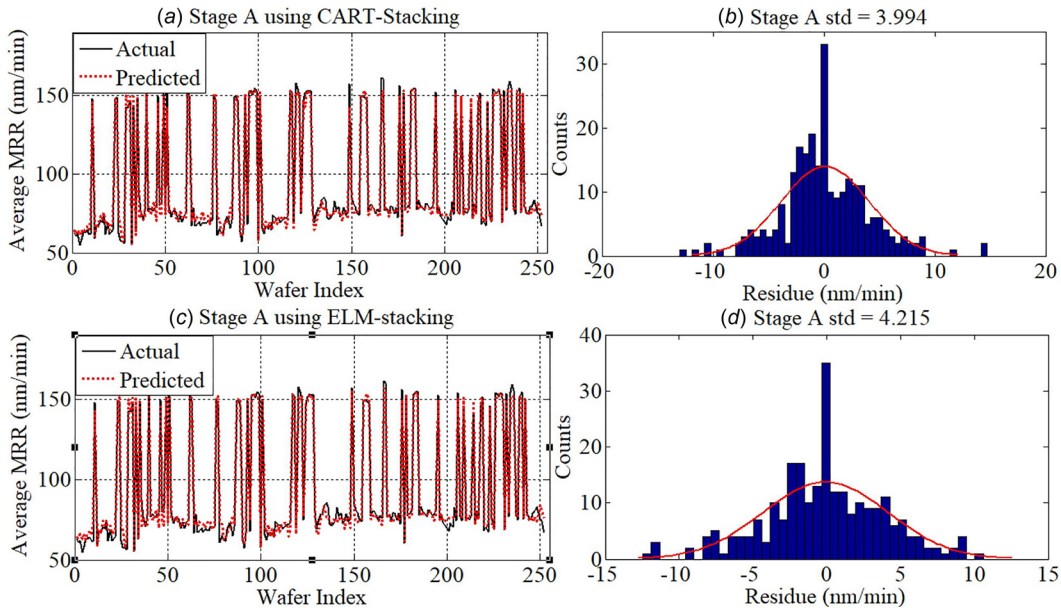 (a) Stage A using CART-Stacking
Actual
Predicted
Average MRR (nm/min)
150
100
50
0
50
100
150
200
250
Wafer Index
(b) Stage A std = 3.994
Counts
30
20
10
0
-20
-10
0
10
20
Residue (nm/min)
(c) Stage A using ELM-stacking
Actual
Predicted
Average MRR (nm/min)
150
100
50
0
50
100
150
200
250
Wafer Index
(d) Stage A std = 4.215
Counts
40
30
20
10
0
-15
-10
-5
0
5
10
15
Residue (nm/min)